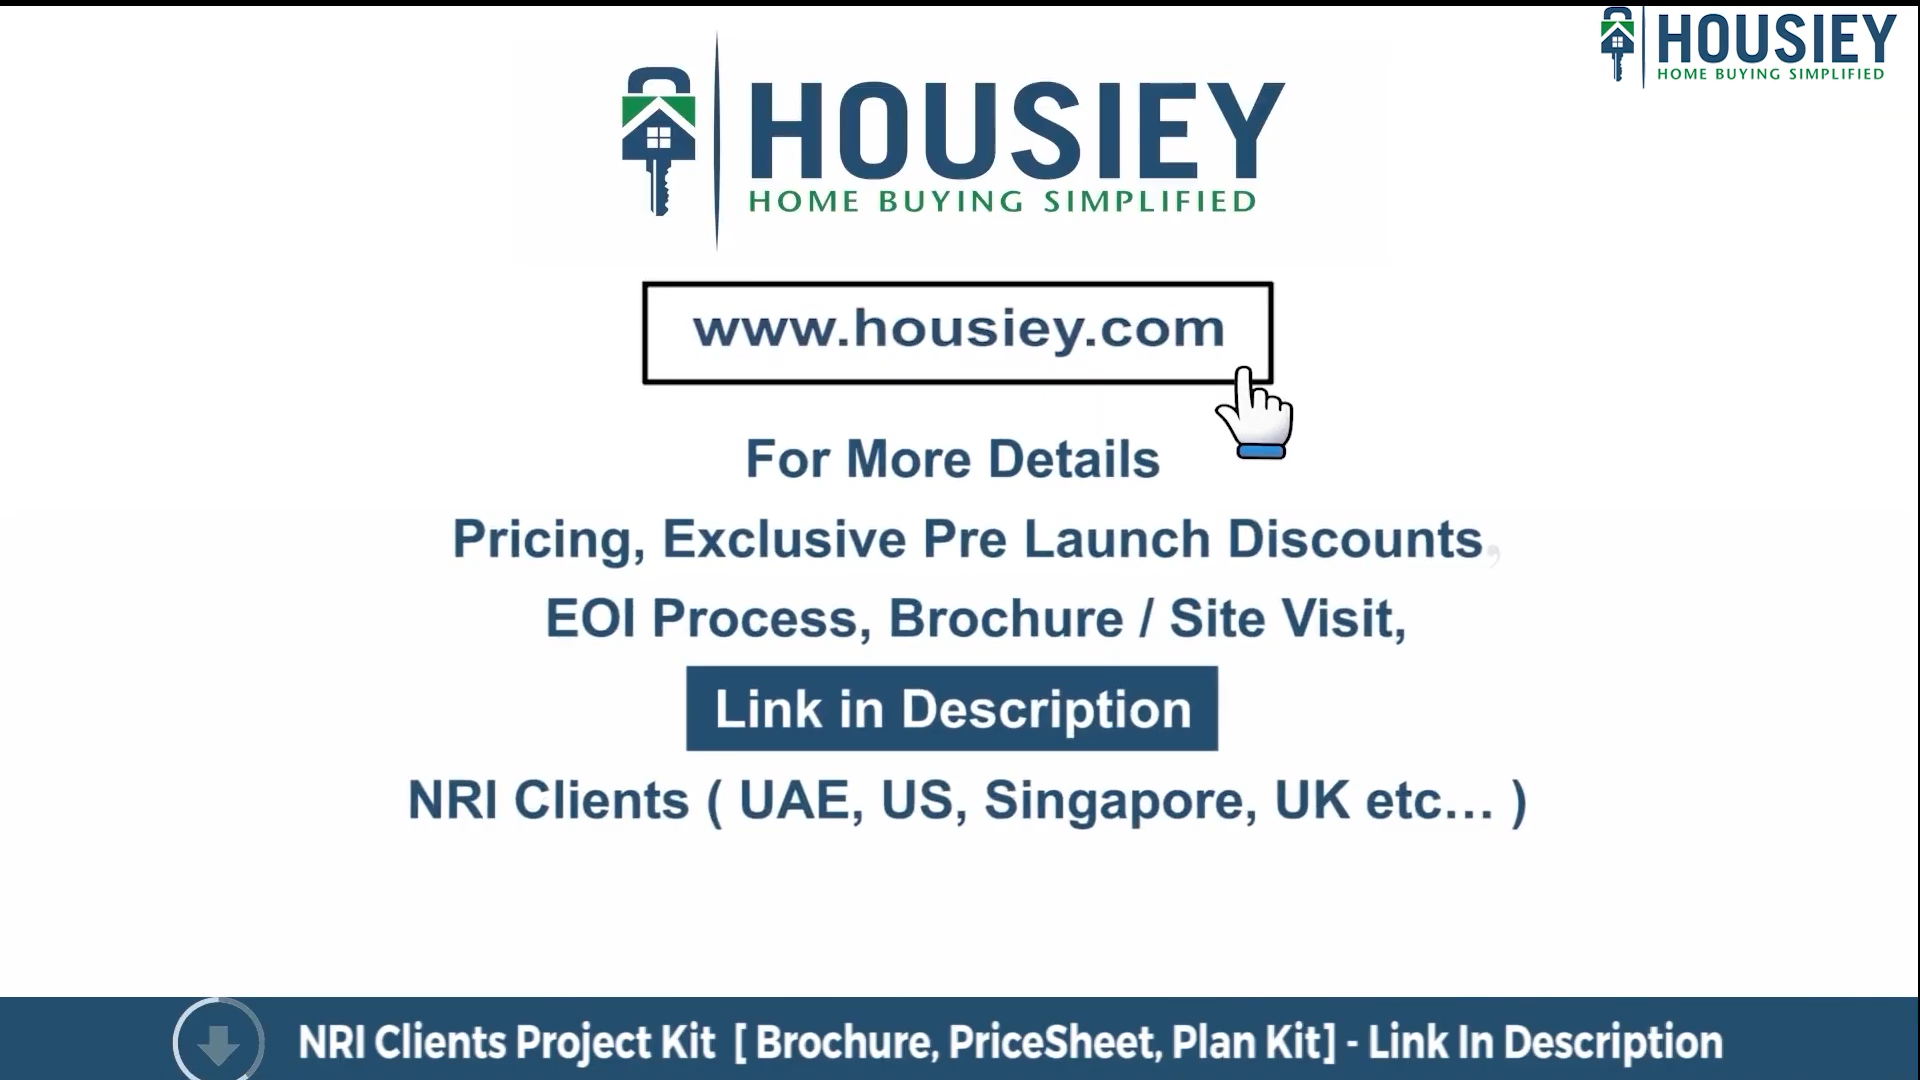 HOUSIEY
HOME BUYING SIMPLIFIED
HOUSIEY
HOME BUYING SIMPLIFIED
www.housiey.com
For More Details
Pricing, Exclusive Pre Launch Discounts,
EOI Process, Brochure / Site Visit,
Link in Description
NRI Clients ( UAE, US, Singapore, UK etc... )
NRI Clients Project Kit [ Brochure, PriceSheet, Plan Kit] - Link In Description